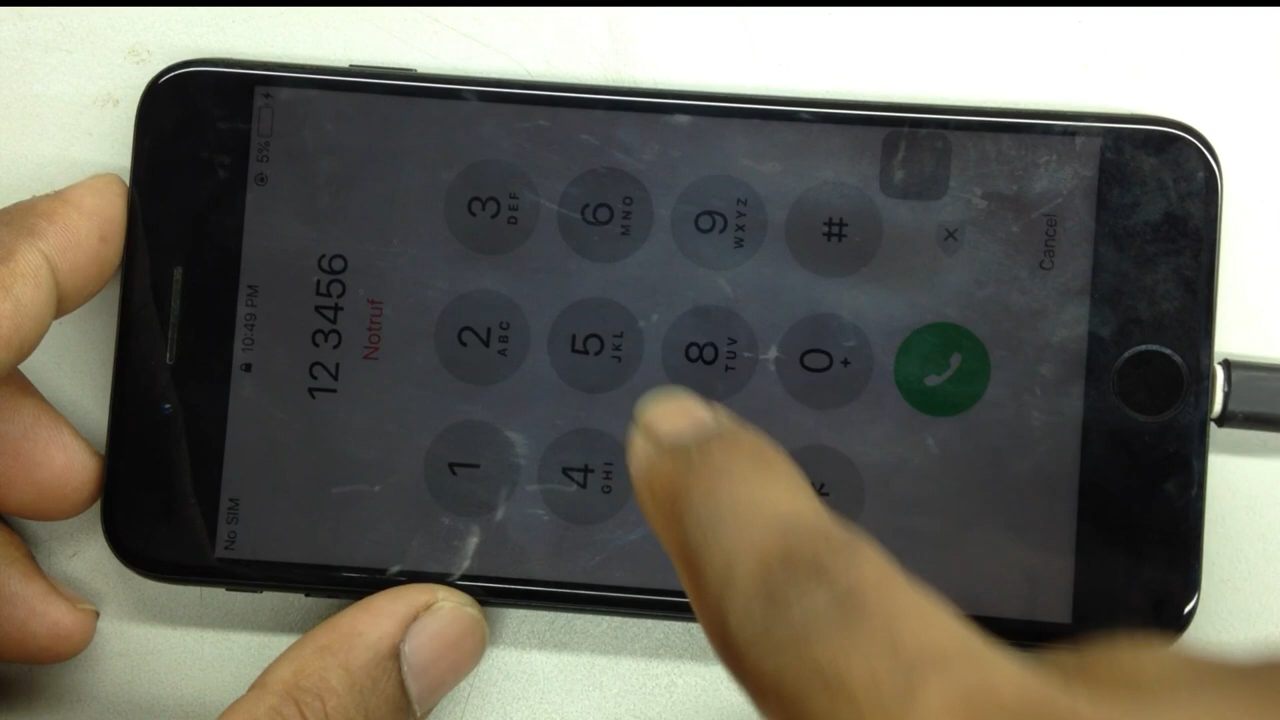 No SIM 10:49 PM 5%
12 3456
Notruf
1 2 ABC 3 DEF
4 GHI 5 JKL 6 MNO
8 TUV 9 WXYZ
0 + #
Cancel